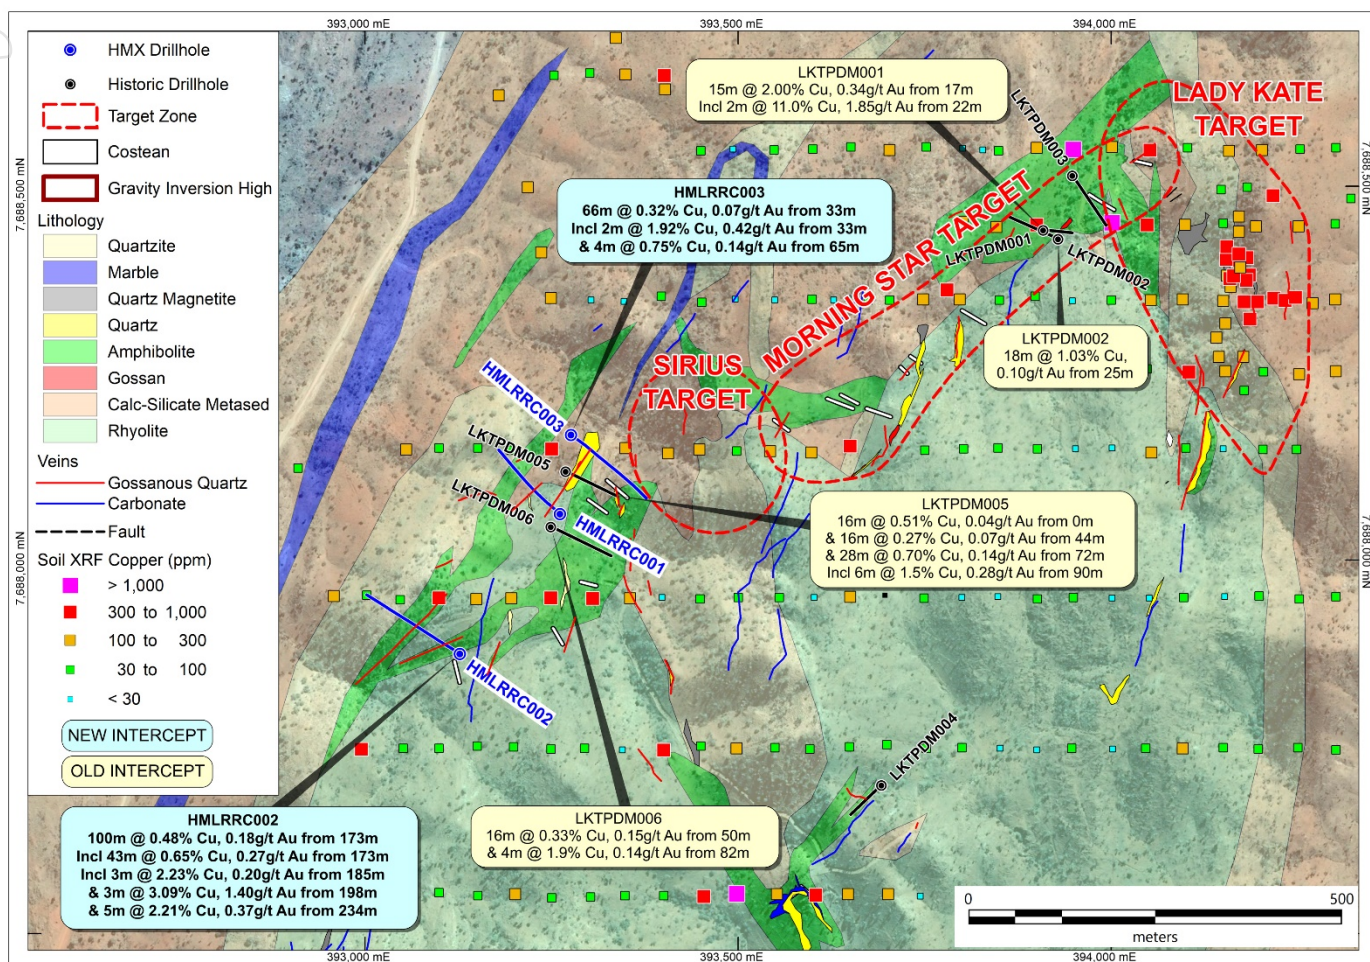 393,000 mE
393,500 mE
394,000 mE
HMX Drillhole
Historic Drillhole
Target Zone
Costean
Gravity Inversion High
Lithology
Quartzite
Marble
Quartz Magnetite
Quartz
Amphibolite
Gossan
Calc-Silicate Metased
Rhyolite
Veins
Gossanous Quartz
Carbonate
Fault
Soil XRF Copper (ppm)
> 1,000
300 to 1,000
100 to 300
30 to 100
< 30
NEW INTERCEPT
OLD INTERCEPT
7,688,500 mN
7,688,000 mN
LKTPDM001
15m @ 2.00% Cu, 0.34g/t Au from 17m
Incl 2m @ 11.0% Cu, 1.85g/t Au from 22m
LADY KATE
TARGET
LKTPDM003
7,688,500 mN
HMLRRC003
66m @ 0.32% Cu, 0.07g/t Au from 33m
Incl 2m @ 1.92% Cu, 0.42g/t Au from 33m
& 4m @ 0.75% Cu, 0.14g/t Au from 65m
MORNING STAR TARGET
LKTPDM001
LKTPDM002
LKTPDM002
18m @ 1.03% Cu,
0.10g/t Au from 25m
SIRIUS
TARGET
HMLRRC003
LKTPDM005
LKTPDM006
HMLRRC001
LKTPDM005
16m @ 0.51% Cu, 0.04g/t Au from 0m
& 16m @ 0.27% Cu, 0.07g/t Au from 44m
& 28m @ 0.70% Cu, 0.14g/t Au from 72m
Incl 6m @ 1.5% Cu, 0.28g/t Au from 90m
7,688,000 mN
HMLRRC002
LKTPDM004
HMLRRC002
100m @ 0.48% Cu, 0.18g/t Au from 173m
Incl 43m @ 0.65% Cu, 0.27g/t Au from 173m
Incl 3m @ 2.23% Cu, 0.20g/t Au from 185m
& 3m @ 3.09% Cu, 1.40g/t Au from 198m
& 5m @ 2.21% Cu, 0.37g/t Au from 234m
LKTPDM006
16m @ 0.33% Cu, 0.15g/t Au from 50m
& 4m @ 1.9% Cu, 0.14g/t Au from 82m
0
500
meters
393,000 mE
393,500 mE
394,000 mE